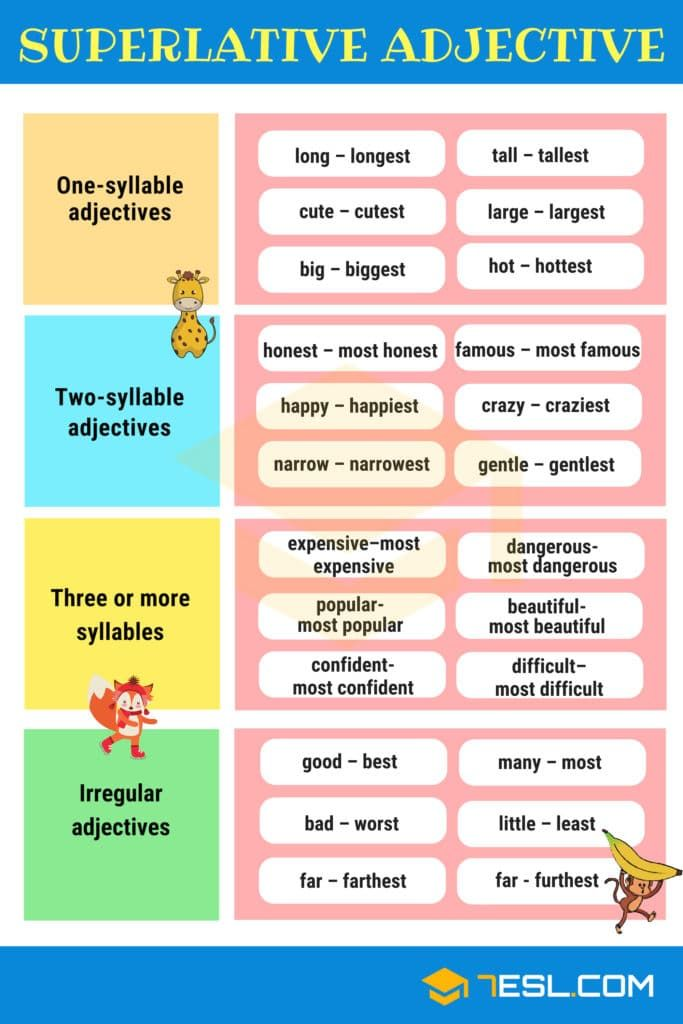 SUPERLATIVE ADJECTIVE
One-syllable
adjectives
long – longest
tall – tallest
cute – cutest
large – largest
big – biggest
hot – hottest
Two-syllable
adjectives
honest – most honest
famous – most famous
happy – happiest
crazy – craziest
narrow – narrowest
gentle – gentlest
Three or more
syllables
expensive–most
expensive
dangerous-
most dangerous
popular-
most popular
beautiful-
most beautiful
confident-
most confident
difficult–
most difficult
Irregular
adjectives
good – best
many – most
bad – worst
little – least
far – farthest
far - furthest
7ESL.COM